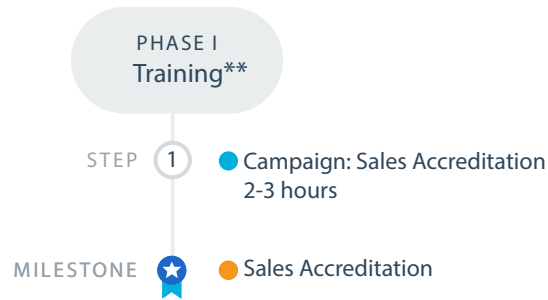 PHASE I
Training**
STEP 1 Campaign: Sales Accreditation
2-3 hours
MILESTONE Sales Accreditation